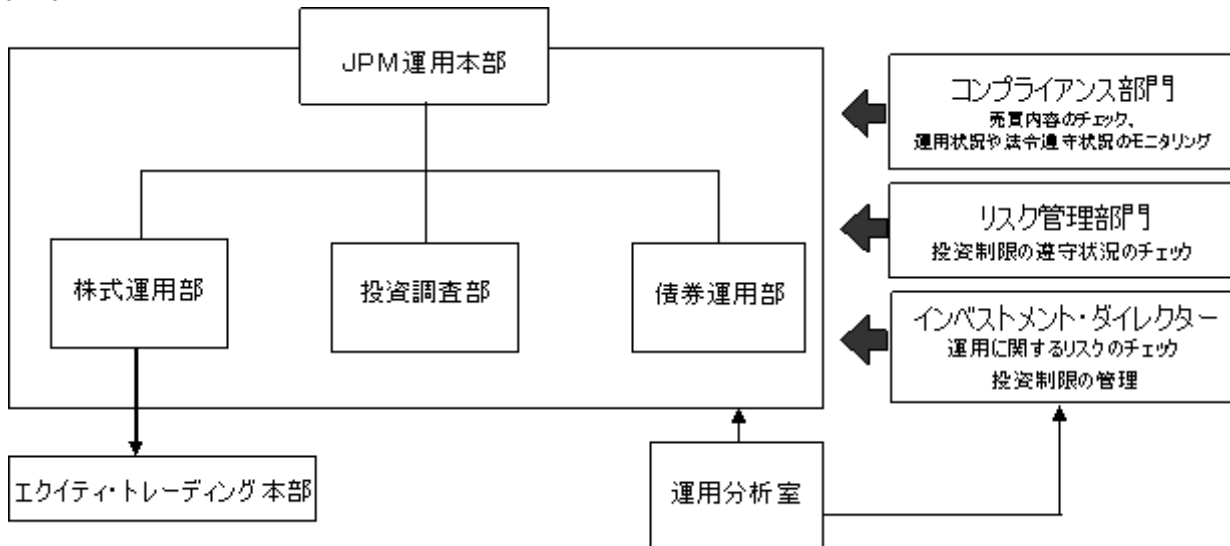 JPM運用本部
株式運用部
投資調査部
債券運用部
エクイティ・トレーディング本部
運用分析室
コンプライアンス部門
売買内容のチェック、
運用状況や法令遵守状況のモニタリング
リスク管理部門
投資制限の遵守状況のチェック
インベストメント・ダイレクター
運用に関するリスクのチェック
投資制限の管理